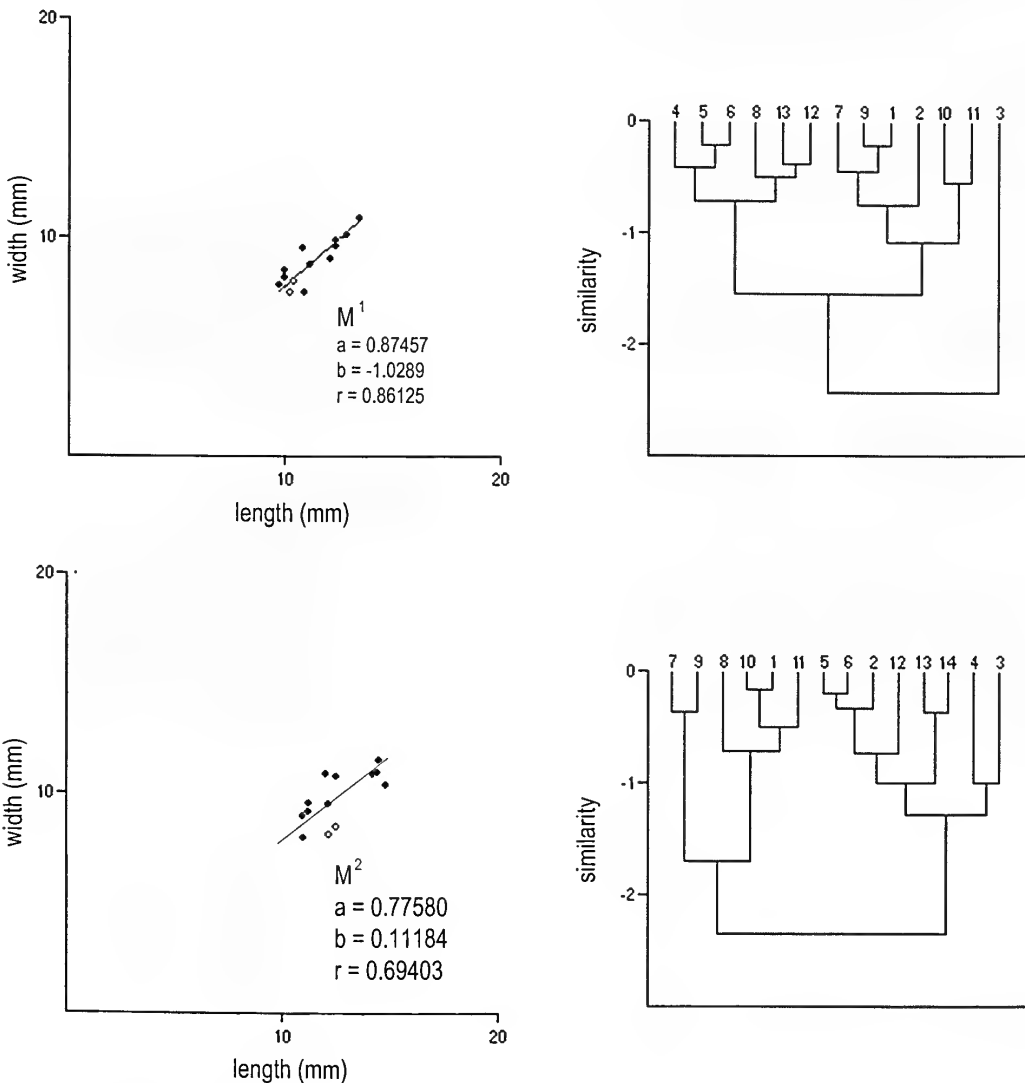 20
10
width (mm)
M1
a = 0.87457
b = -1.0289
r = 0.86125
10
20
length (mm)
4 5 6 8 13 12 7 9 1 2 10 11 3
0
-1
-2
similarity
20
10
width (mm)
M2
a = 0.77580
b = 0.11184
r = 0.69403
10
20
length (mm)
7 9 8 10 1 11 5 6 2 12 13 14 4 3
0
-1
-2
similarity